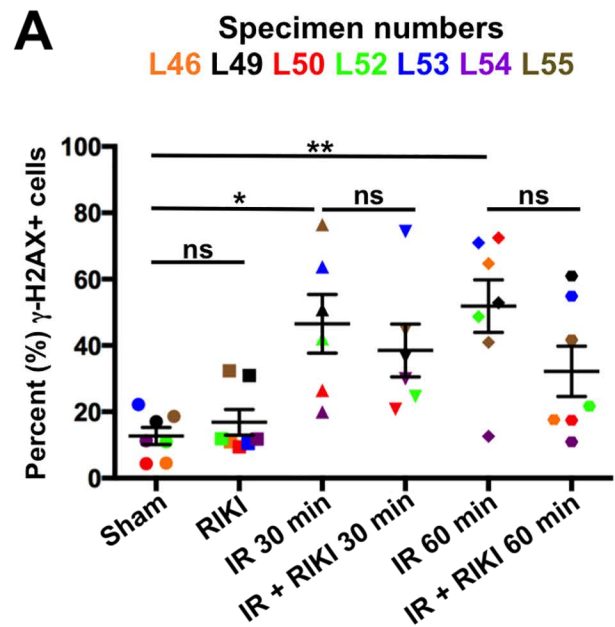 A
Specimen numbers
L46 L49 L50 L52 L53 L54 L55
Percent (%) γ-H2AX+ cells
100
80
60
40
20
0
**
*
ns
ns
ns
Sham
RIKI
IR 30 min
IR + RIKI 30 min
IR 60 min
IR + RIKI 60 min